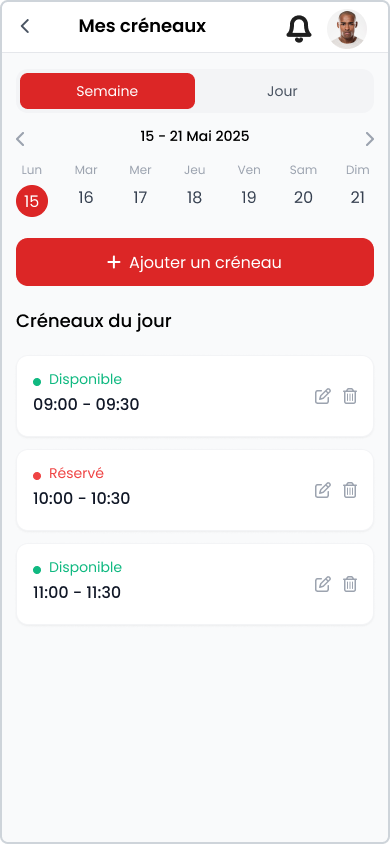 Mes créneaux
Semaine Jour
15 - 21 Mai 2025
Lun Mar Mer Jeu Ven Sam Dim
15 16 17 18 19 20 21
+ Ajouter un créneau
Créneaux du jour
Disponible
09:00 - 09:30
Réservé
10:00 - 10:30
Disponible
11:00 - 11:30